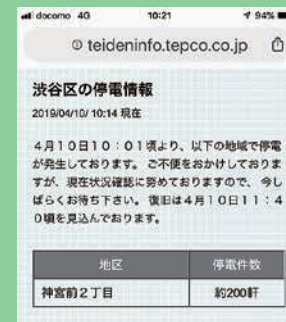 docomo 4G 10:21 94%
teideninfo.tepco.co.jp
渋谷区の停電情報
2019/04/10/ 10:14 現在
4月10日10:01頃より、以下の地域で停電
が発生しております。ご不便をおかけしておりま
すが、現在状況確認に努めておりますので、今し
ばらくお待ち下さい。復旧は4月10日11:4
0頃を見込んでおります。
地区 停電件数
神宮前2丁目 約200軒